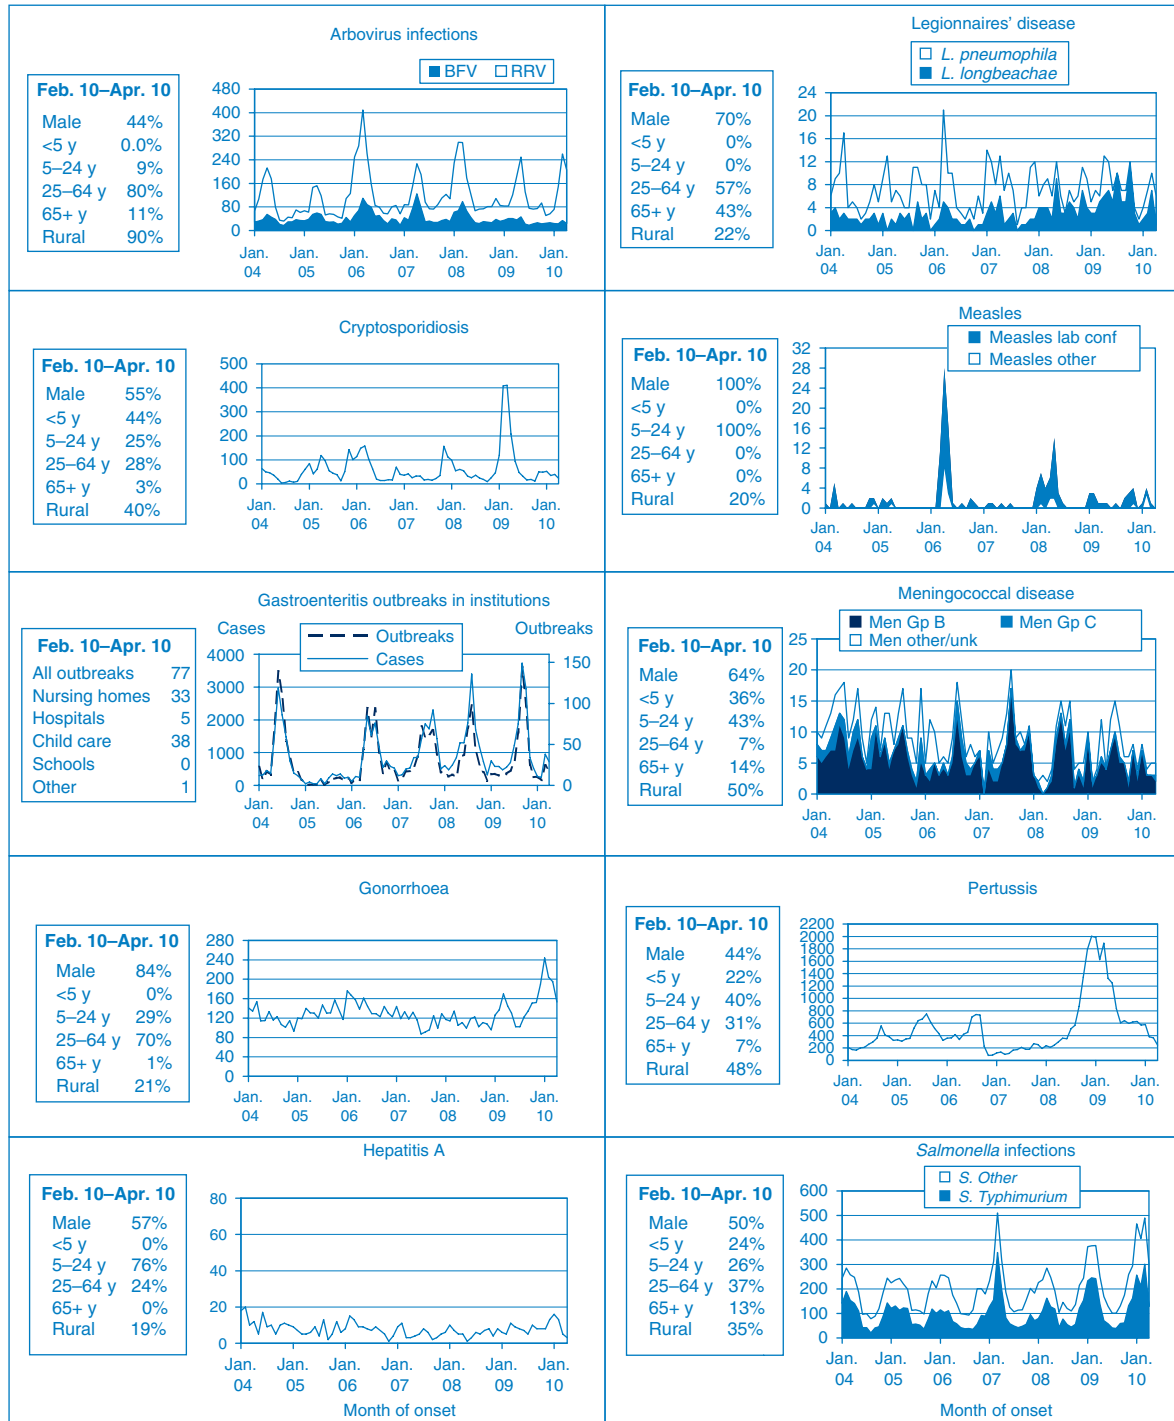 Arbovirus infections
BFV RRV
Feb. 10–Apr. 10
Male 44%
<5 y 0.0%
5–24 y 9%
25–64 y 80%
65+ y 11%
Rural 90%
480
400
320
240
160
80
0
Jan. Jan. Jan. Jan. Jan. Jan. Jan.
04 05 06 07 08 09 10
Legionnaires’ disease
L. pneumophila
L. longbeachae
Feb. 10–Apr. 10
Male 70%
<5 y 0%
5–24 y 0%
25–64 y 57%
65+ y 43%
Rural 22%
24
20
16
12
8
4
0
Jan. Jan. Jan. Jan. Jan. Jan. Jan.
04 05 06 07 08 09 10
Cryptosporidiosis
Feb. 10–Apr. 10
Male 55%
<5 y 44%
5–24 y 25%
25–64 y 28%
65+ y 3%
Rural 40%
500
400
300
200
100
0
Jan. Jan. Jan. Jan. Jan. Jan. Jan.
04 05 06 07 08 09 10
Measles
Measles lab conf
Measles other
Feb. 10–Apr. 10
Male 100%
<5 y 0%
5–24 y 100%
25–64 y 0%
65+ y 0%
Rural 20%
32
28
24
20
16
12
8
4
0
Jan. Jan. Jan. Jan. Jan. Jan. Jan.
04 05 06 07 08 09 10
Gastroenteritis outbreaks in institutions
Cases Outbreaks
Outbreaks
Cases
Feb. 10–Apr. 10
All outbreaks 77
Nursing homes 33
Hospitals 5
Child care 38
Schools 0
Other 1
4000
3000
2000
1000
0
150
100
50
0
Jan. Jan. Jan. Jan. Jan. Jan. Jan.
04 05 06 07 08 09 10
Meningococcal disease
Men Gp B Men Gp C
Men other/unk
Feb. 10–Apr. 10
Male 64%
<5 y 36%
5–24 y 43%
25–64 y 7%
65+ y 14%
Rural 50%
25
20
15
10
5
0
Jan. Jan. Jan. Jan. Jan. Jan. Jan.
04 05 06 07 08 09 10
Gonorrhoea
Feb. 10–Apr. 10
Male 84%
<5 y 0%
5–24 y 29%
25–64 y 70%
65+ y 1%
Rural 21%
280
240
200
160
120
80
40
0
Jan. Jan. Jan. Jan. Jan. Jan. Jan.
04 05 06 07 08 09 10
Pertussis
Feb. 10–Apr. 10
Male 44%
<5 y 22%
5–24 y 40%
25–64 y 31%
65+ y 7%
Rural 48%
2200
2000
1800
1600
1400
1200
1000
800
600
400
200
0
Jan. Jan. Jan. Jan. Jan. Jan. Jan.
04 05 06 07 08 09 10
Hepatitis A
Feb. 10–Apr. 10
Male 57%
<5 y 0%
5–24 y 76%
25–64 y 24%
65+ y 0%
Rural 19%
80
60
40
20
0
Jan. Jan. Jan. Jan. Jan. Jan. Jan.
04 05 06 07 08 09 10
Month of onset
Salmonella infections
S. Other
S. Typhimurium
Feb. 10–Apr. 10
Male 50%
<5 y 24%
5–24 y 26%
25–64 y 37%
65+ y 13%
Rural 35%
600
500
400
300
200
100
0
Jan. Jan. Jan. Jan. Jan. Jan. Jan.
04 05 06 07 08 09 10
Month of onset